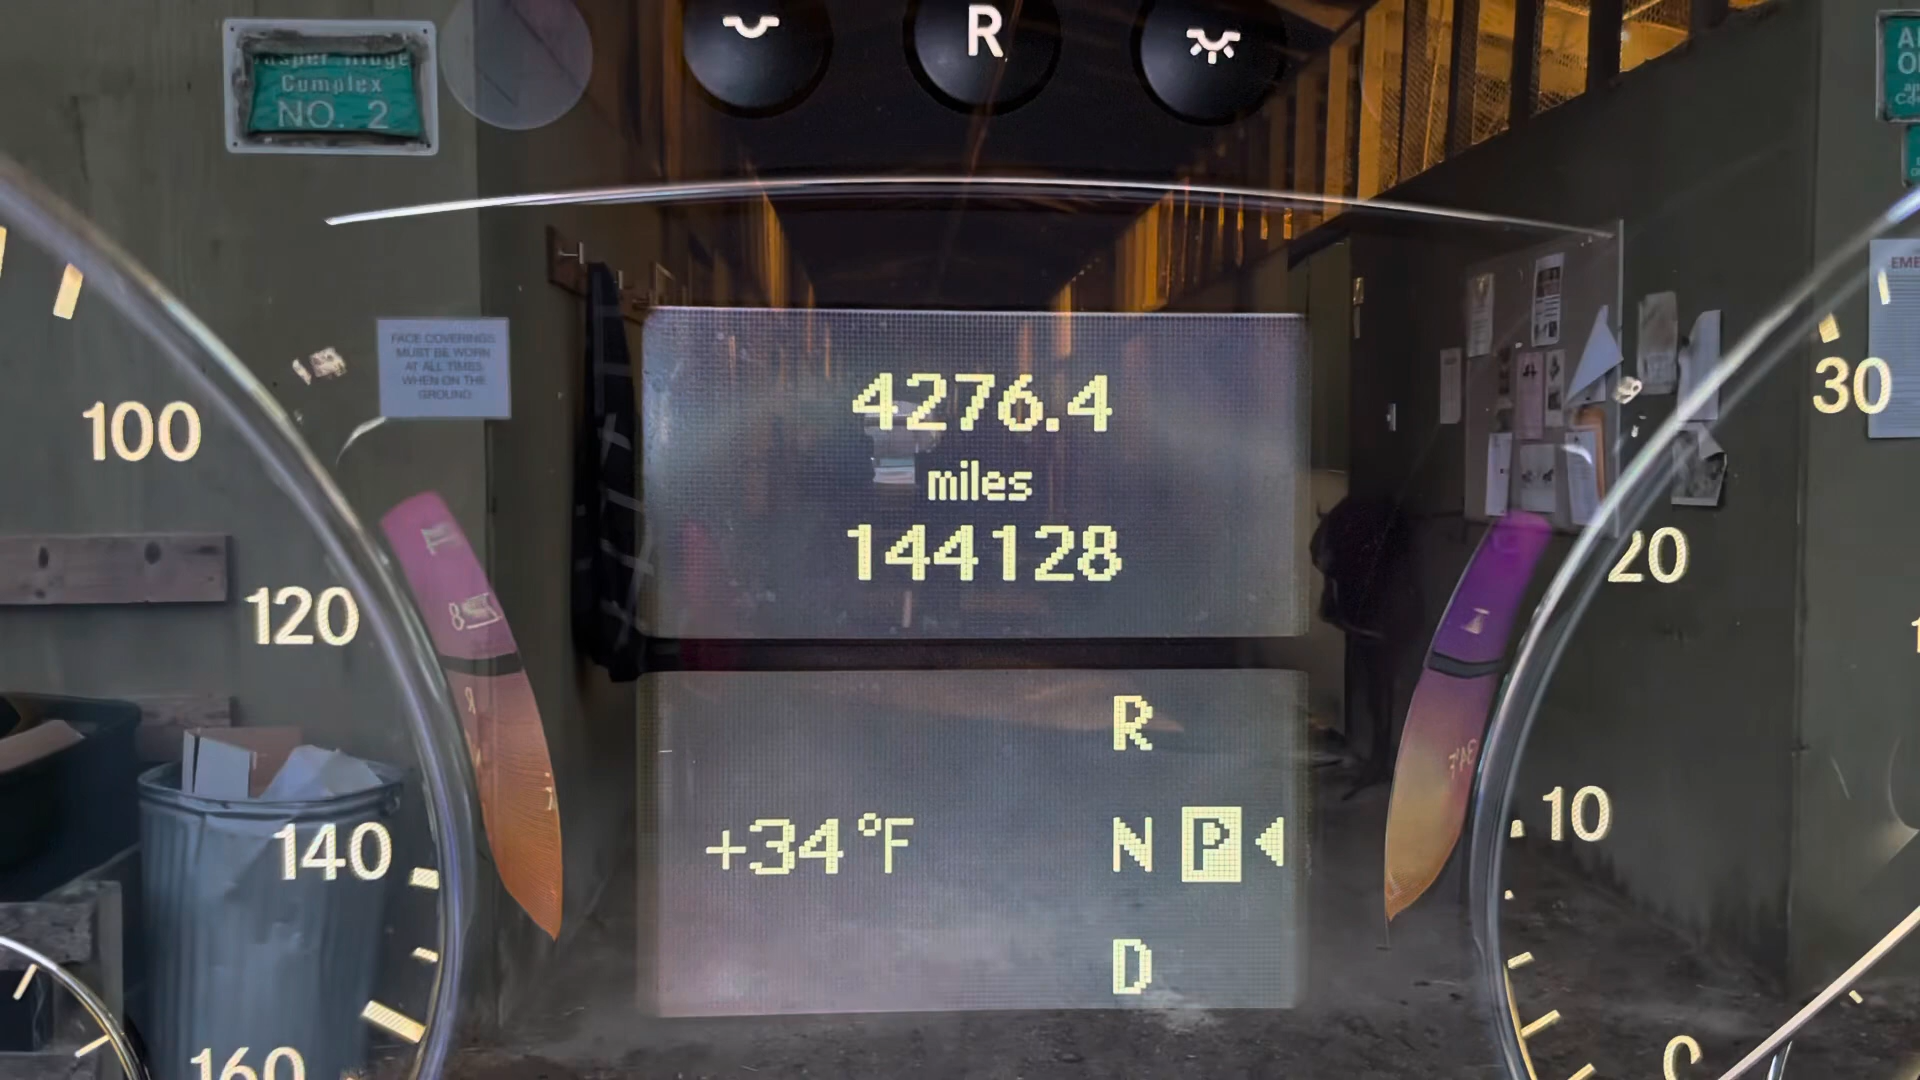 R
Complex
NO. 2
FACE COVERINGS
MUST BE WORN
AT ALL TIMES
WHEN ON THE
GROUND
4276.4
miles
144128
100
120
140
160
30
20
10
0
R
+34°F
N P
D